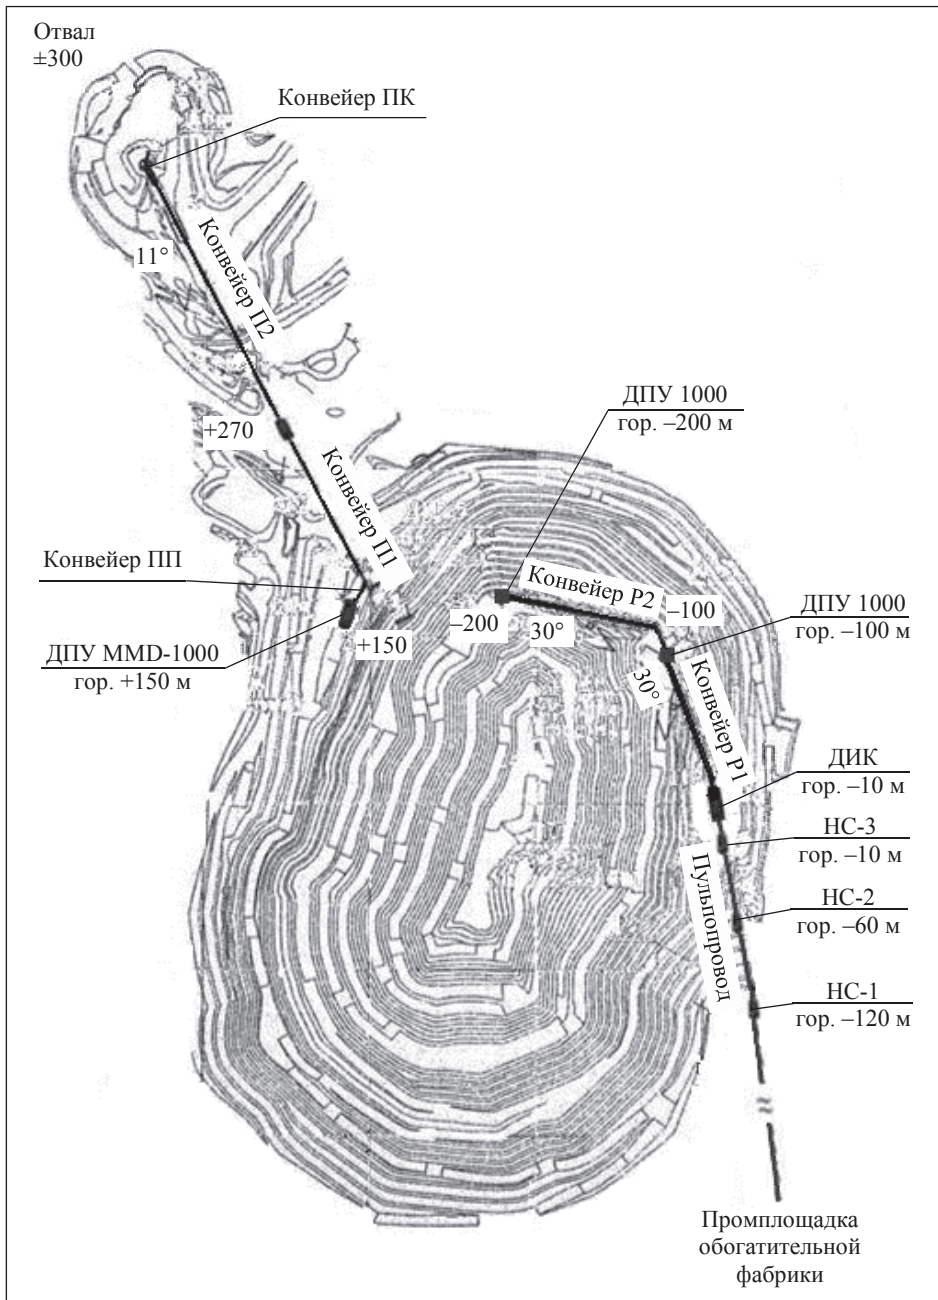 Отвал
±300
Конвейер ПК
11°
Конвейер П2
ДПУ 1000
гор. –200 м
+270
Конвейер П1
Конвейер ПП
Конвейер Р2
–100
ДПУ 1000
гор. –100 м
–200
30°
+150
ДПУ MMD-1000
гор. +150 м
30°
Конвейер Р1
ДИК
гор. –10 м
НС-3
гор. –10 м
Пульпопровод
НС-2
гор. –60 м
НС-1
гор. –120 м
Промплощадка
обогатительной
фабрики